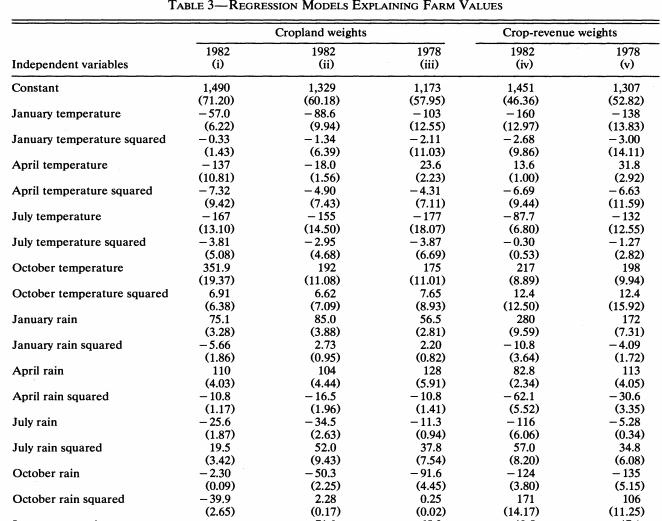 TABLE 3—REGRESSION MODELS EXPLAINING FARM VALUES
Cropland weights Crop-revenue weights
1982 1982 1978 1982 1978
Independent variables (i) (ii) (iii) (iv) (v)
Constant 1,490 1,329 1,173 1,451 1,307
(71.20) (60.18) (57.95) (46.36) (52.82)
January temperature −57.0 −88.6 −103 −160 −138
(6.22) (9.94) (12.55) (12.97) (13.83)
January temperature squared −0.33 −1.34 −2.11 −2.68 −3.00
(1.43) (6.39) (11.03) (9.86) (14.11)
April temperature −137 −18.0 23.6 13.6 31.8
(10.81) (1.56) (2.23) (1.00) (2.92)
April temperature squared −7.32 −4.90 −4.31 −6.69 −6.63
(9.42) (7.43) (7.11) (9.44) (11.59)
July temperature −167 −155 −177 −87.7 −132
(13.10) (14.50) (18.07) (6.80) (12.55)
July temperature squared −3.81 −2.95 −3.87 −0.30 −1.27
(5.08) (4.68) (6.69) (0.53) (2.82)
October temperature 351.9 192 175 217 198
(19.37) (11.08) (11.01) (8.89) (9.94)
October temperature squared 6.91 6.62 7.65 12.4 12.4
(6.38) (7.09) (8.93) (12.50) (15.92)
January rain 75.1 85.0 56.5 280 172
(3.28) (3.88) (2.81) (9.59) (7.31)
January rain squared −5.66 2.73 2.20 −10.8 −4.09
(1.86) (0.95) (0.82) (3.64) (1.72)
April rain 110 104 128 82.8 113
(4.03) (4.44) (5.91) (2.34) (4.05)
April rain squared −10.8 −16.5 −10.8 −62.1 −30.6
(1.17) (1.96) (1.41) (5.52) (3.35)
July rain −25.6 −34.5 −11.3 −116 −5.28
(1.87) (2.63) (0.94) (6.06) (0.34)
July rain squared 19.5 52.0 37.8 57.0 34.8
(3.42) (9.43) (7.54) (8.20) (6.08)
October rain −2.30 −50.3 −91.6 −124 −135
(0.09) (2.25) (4.45) (3.80) (5.15)
October rain squared −39.9 2.28 0.25 171 106
(2.65) (0.17) (0.02) (14.17) (11.25)